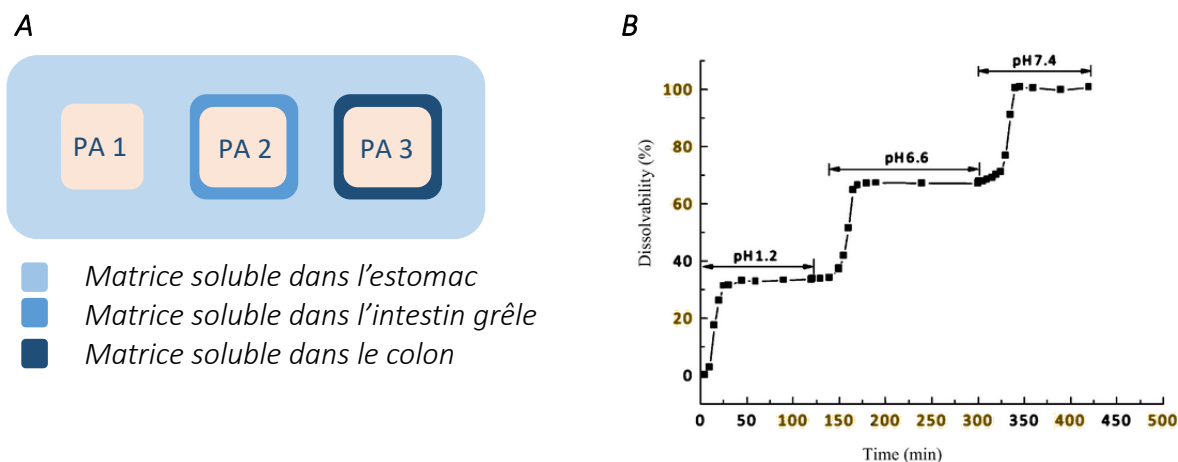 A
PA 1
PA 2
PA 3
Matrice soluble dans l'estomac
Matrice soluble dans l'intestin grêle
Matrice soluble dans le colon
B
pH7.4
pH6.6
pH1.2
Dissolvability (%)
100
80
60
40
20
0
0 50 100 150 200 250 300 350 400 450 500
Time (min)